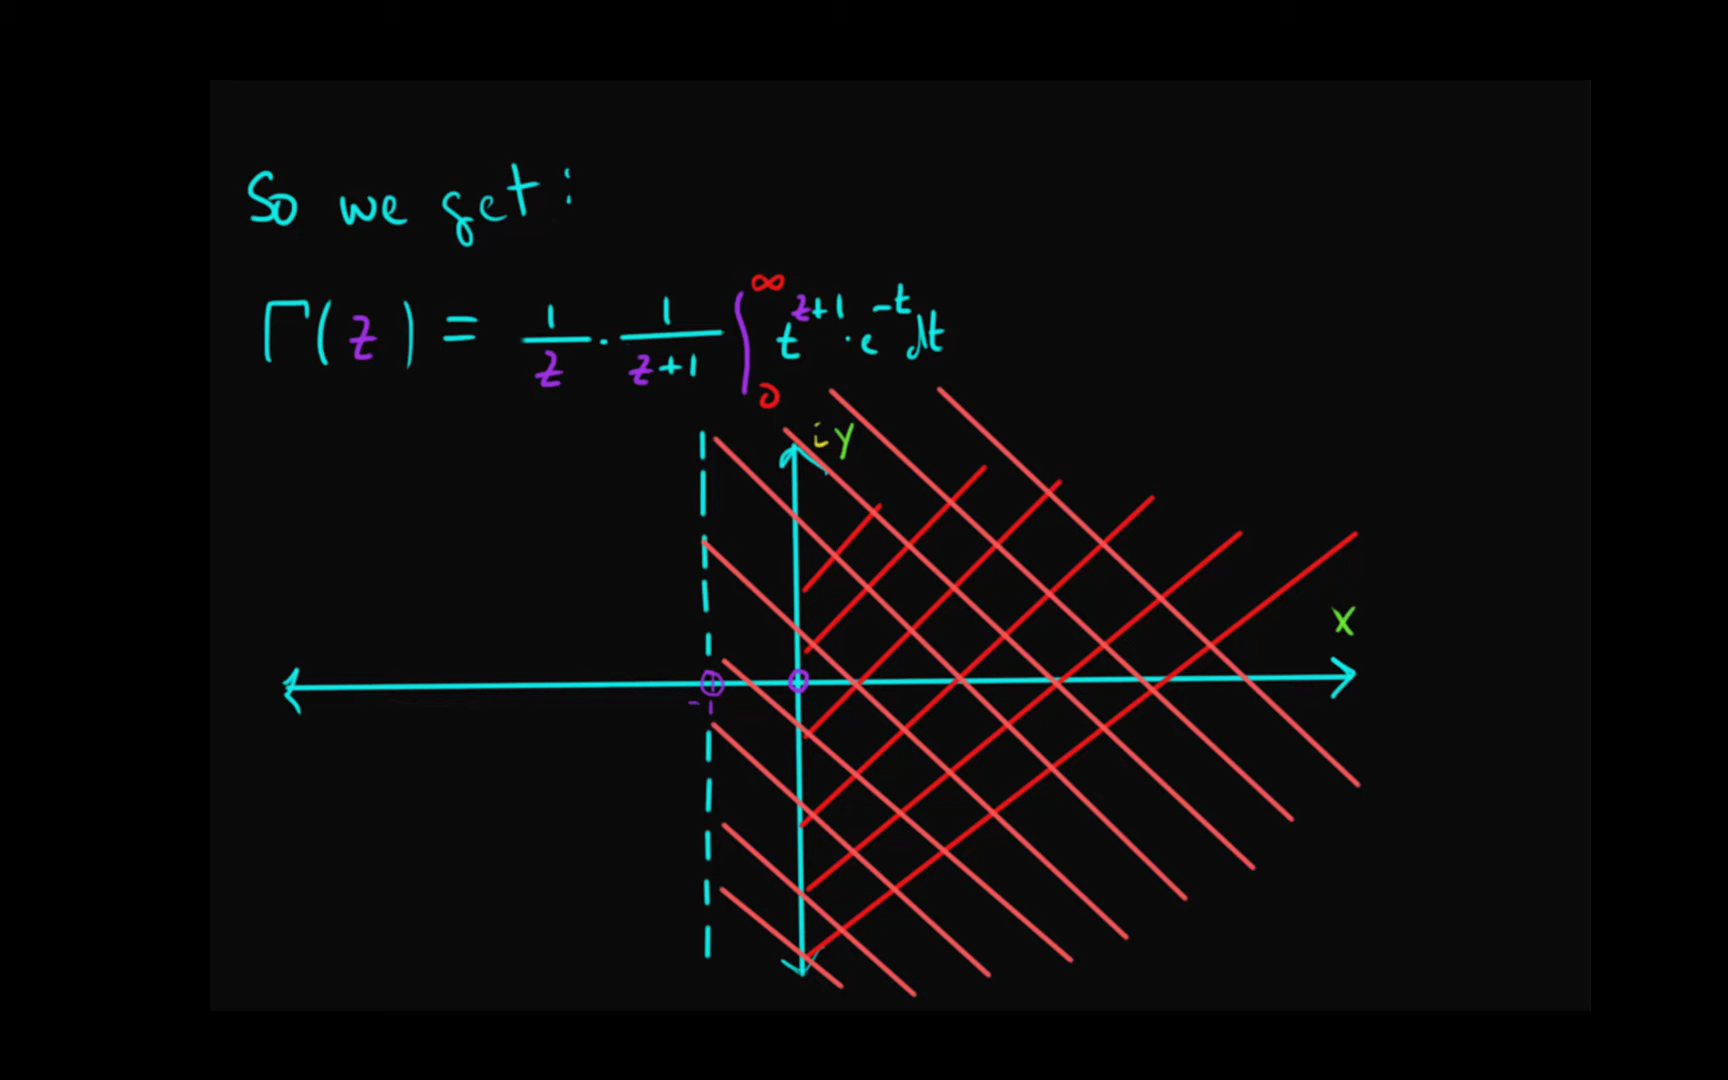 So we get:
Γ(z) = 1/z · 1/(z+1) ∫₀^∞ t^(z+1) · e^(-t) dt
iy
x
-1